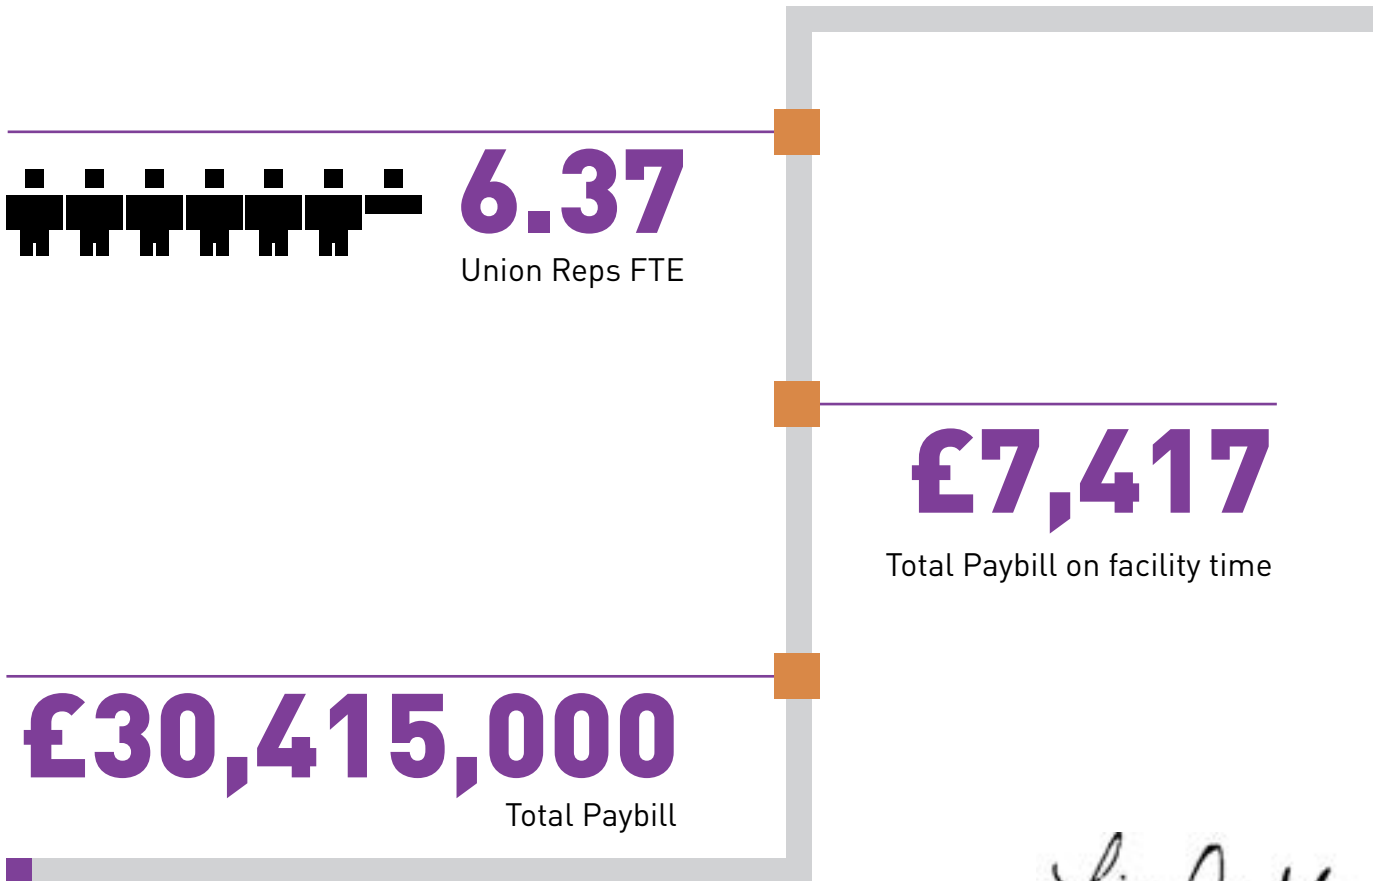 6.37
Union Reps FTE
£7,417
Total Paybill on facility time
£30,415,000
Total Paybill